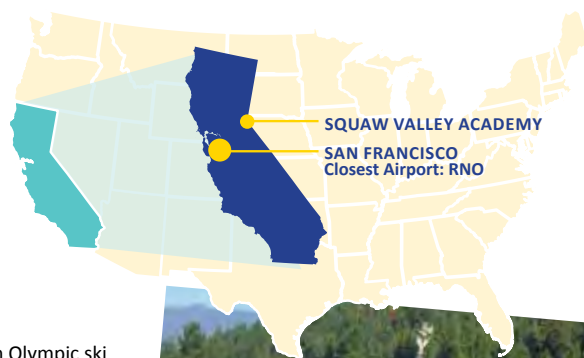 SQUAW VALLEY ACADEMY
SAN FRANCISCO
Closest Airport: RNO
n Olympic ski